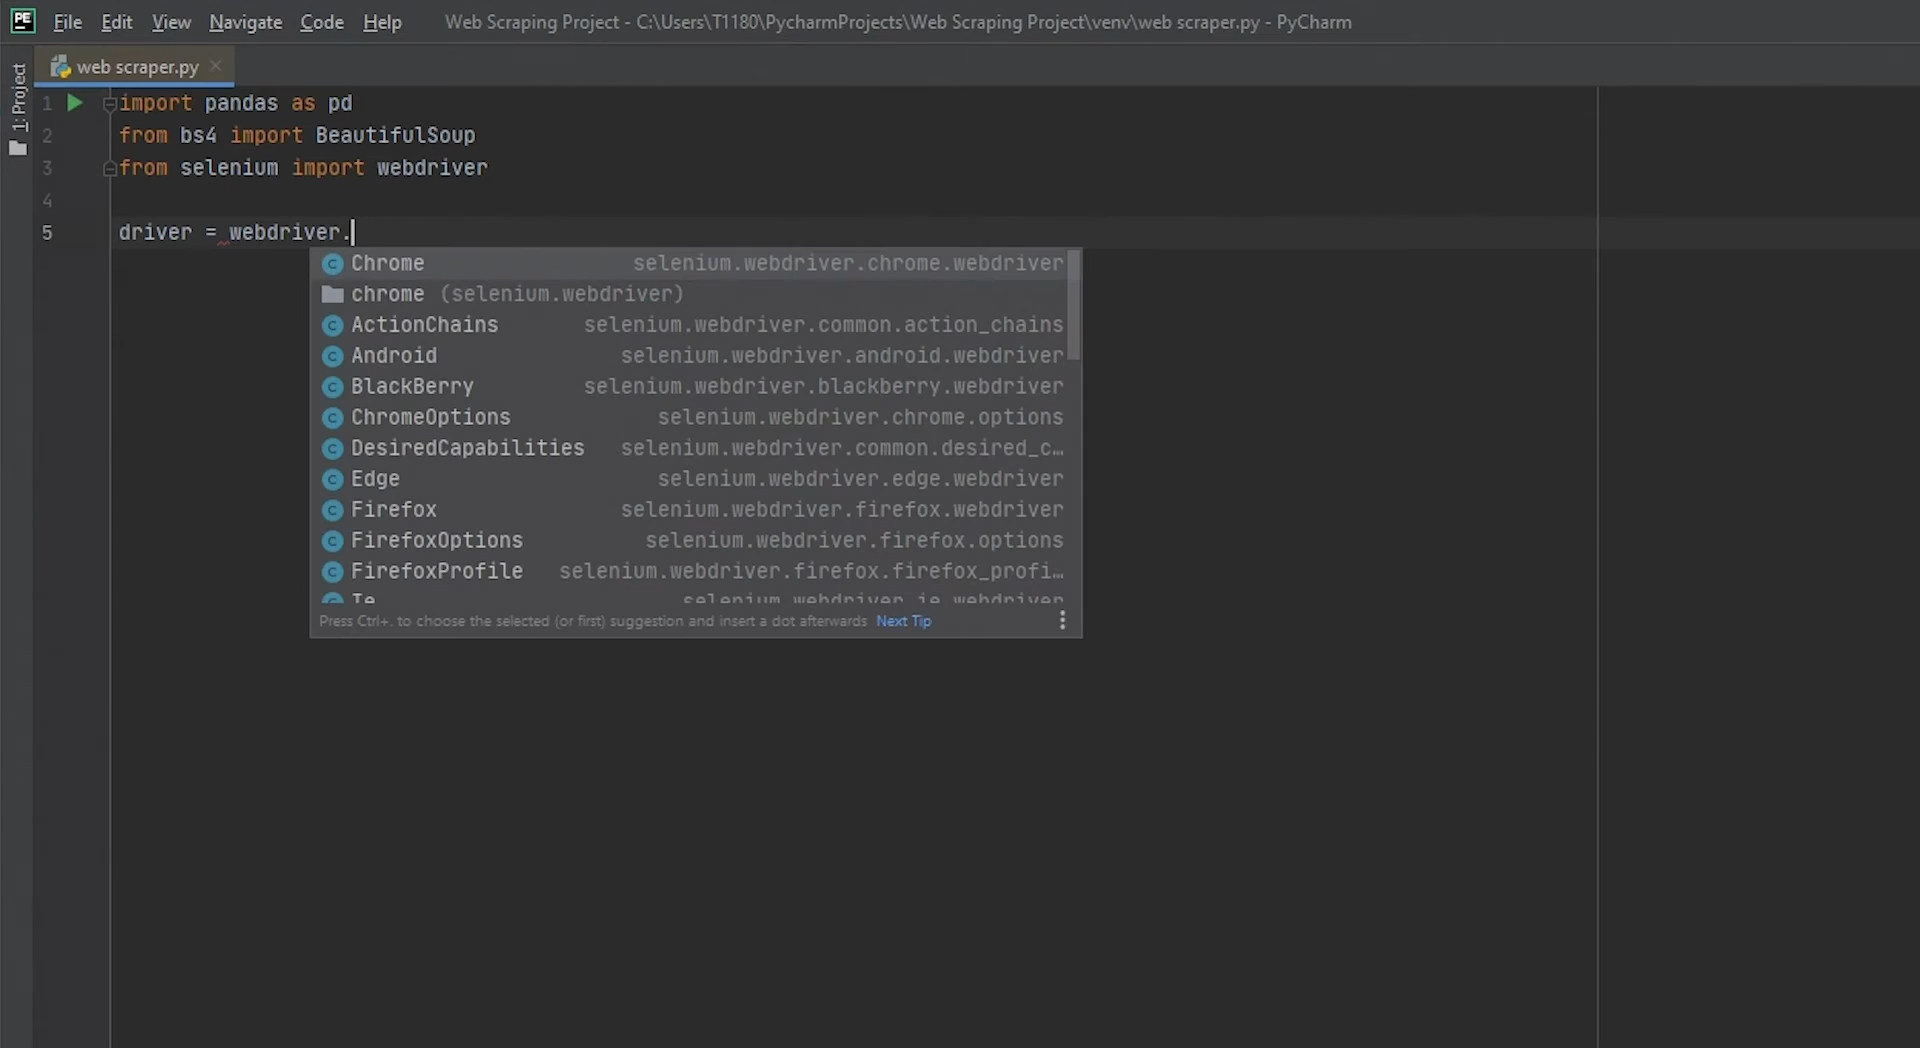 PE File Edit View Navigate Code Help Web Scraping Project - C:\Users\T1180\PycharmProjects\Web Scraping Project\venv\web scraper.py - PyCharm
1: Project
web scraper.py
1 import pandas as pd
2 from bs4 import BeautifulSoup
3 from selenium import webdriver
4
5 driver = webdriver.
C Chrome selenium.webdriver.chrome.webdriver
chrome (selenium.webdriver)
C ActionChains selenium.webdriver.common.action_chains
C Android selenium.webdriver.android.webdriver
C BlackBerry selenium.webdriver.blackberry.webdriver
C ChromeOptions selenium.webdriver.chrome.options
C DesiredCapabilities selenium.webdriver.common.desired_c…
C Edge selenium.webdriver.edge.webdriver
C Firefox selenium.webdriver.firefox.webdriver
C FirefoxOptions selenium.webdriver.firefox.options
C FirefoxProfile selenium.webdriver.firefox.firefox_profi…
C Ie selenium.webdriver.ie.webdriver
Press Ctrl+. to choose the selected (or first) suggestion and insert a dot afterwards Next Tip